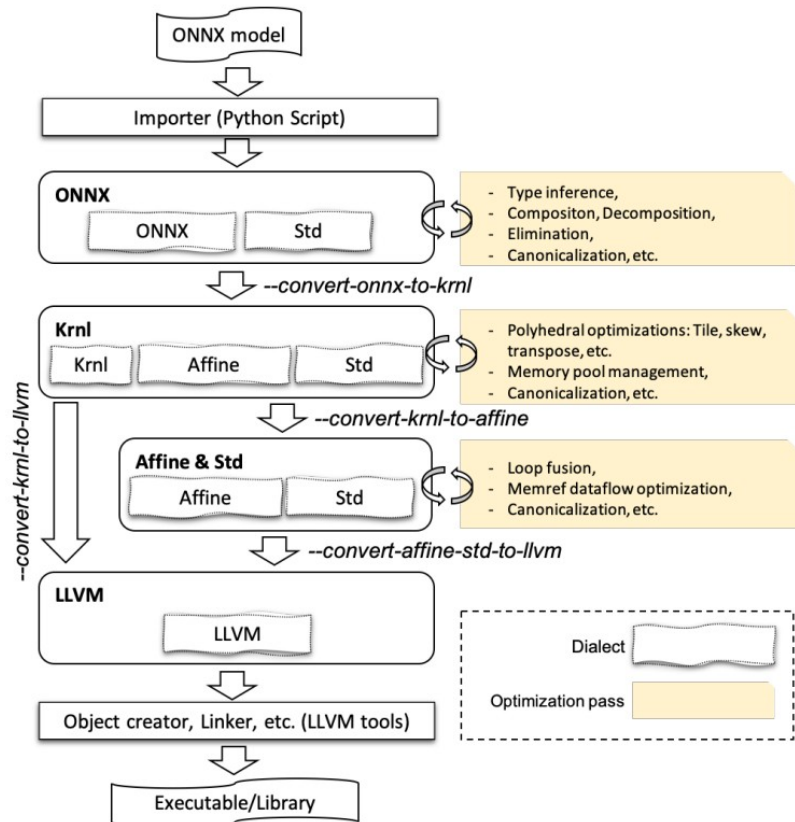 ONNX model
Importer (Python Script)
ONNX
ONNX
Std
- Type inference,
- Compositon, Decomposition,
- Elimination,
- Canonicalization, etc.
--convert-onnx-to-krnl
Krnl
Krnl
Affine
Std
- Polyhedral optimizations: Tile, skew,
transpose, etc.
- Memory pool management,
- Canonicalization, etc.
--convert-krnl-to-llvm
--convert-krnl-to-affine
Affine & Std
Affine
Std
- Loop fusion,
- Memref dataflow optimization,
- Canonicalization, etc.
--convert-affine-std-to-llvm
LLVM
LLVM
Dialect
Optimization pass
Object creator, Linker, etc. (LLVM tools)
Executable/Library